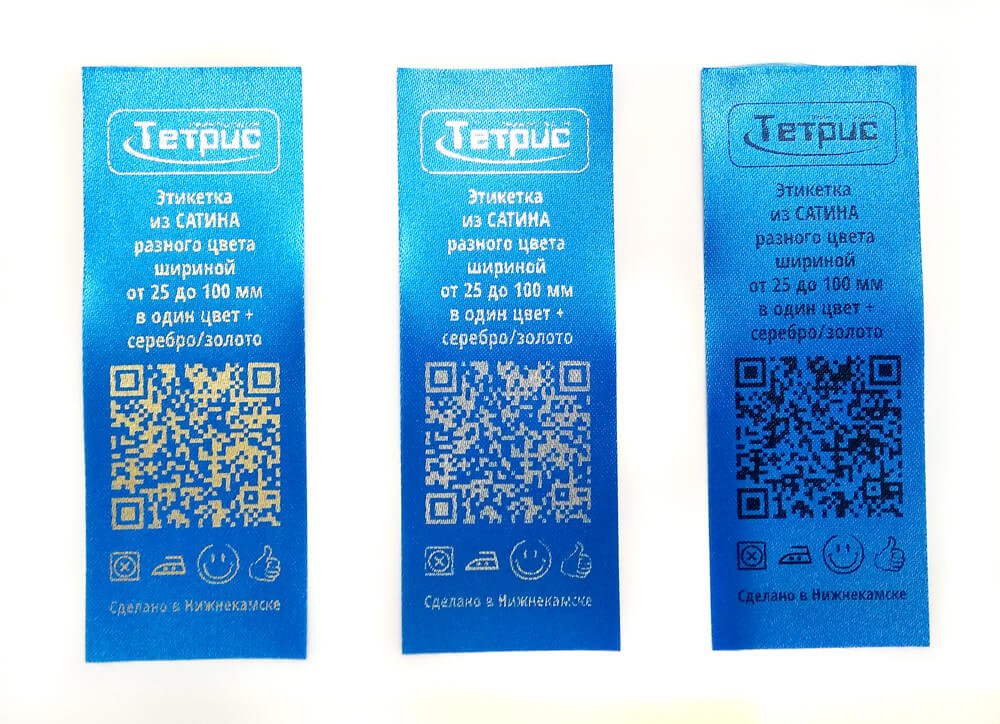 Тетрис
Этикетка
из САТИНА
разного цвета
шириной
от 25 до 100 мм
в один цвет +
серебро/золото
Сделано в Нижнекамске
Тетрис
Этикетка
из САТИНА
разного цвета
шириной
от 25 до 100 мм
в один цвет +
серебро/золото
Сделано в Нижнекамске
Тетрис
Этикетка
из САТИНА
разного цвета
шириной
от 25 до 100 мм
в один цвет +
серебро/золото
Сделано в Нижнекамске